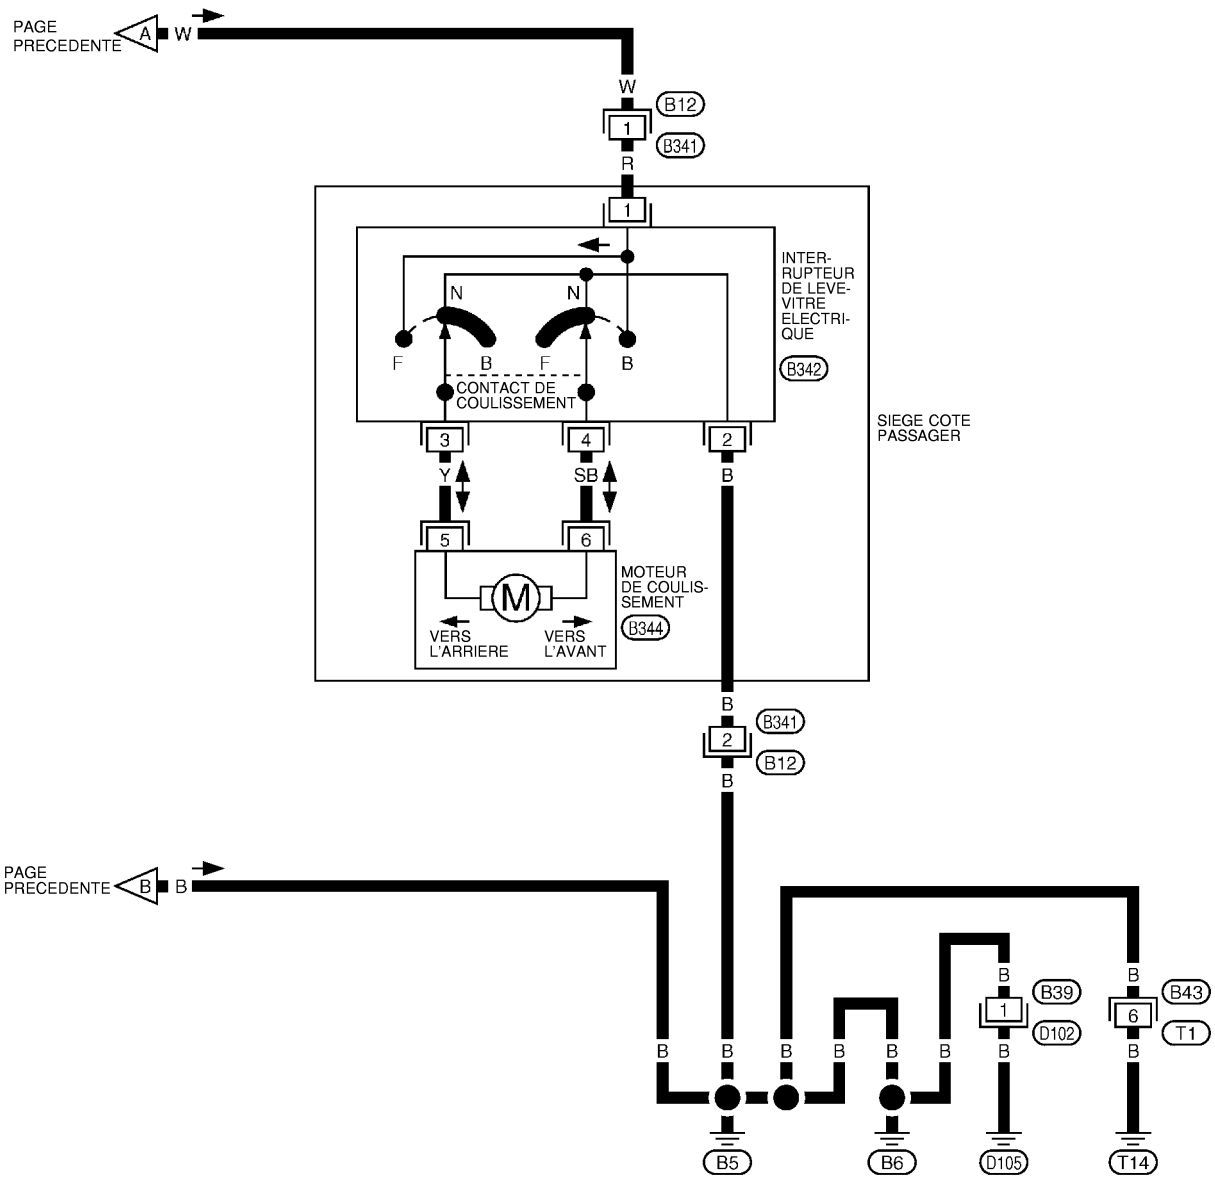 PAGE
PRECEDENTE
A
W
W
B12
1
B341
R
1
INTER-
RUPTEUR
DE LEVE-
VITRE
ELECTRI-
QUE
B342
N
N
F
B
F
B
CONTACT DE
COULISSEMENT
SIEGE COTE
PASSAGER
3
4
2
Y
SB
B
5
6
MOTEUR
DE COULIS-
SEMENT
B344
M
VERS
L'ARRIERE
VERS
L'AVANT
B
B341
2
B12
B
PAGE
PRECEDENTE
B
B
B
B
B39
B43
1
6
D102
T1
B
B
B
B
B
B
B
B
B5
B6
D105
T14